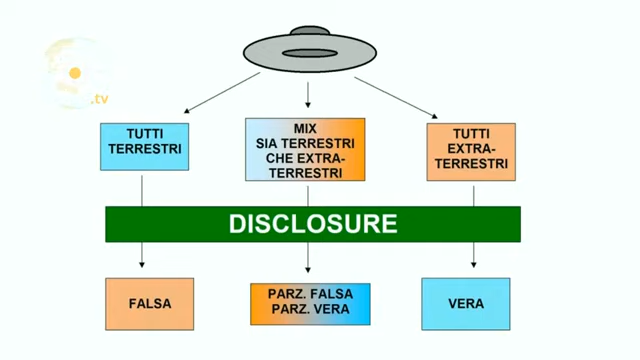 .tv
TUTTI
TERRESTRI
MIX
SIA TERRESTRI
CHE EXTRA-
TERRESTRI
TUTTI
EXTRA-
TERRESTRI
DISCLOSURE
FALSA
PARZ. FALSA
PARZ. VERA
VERA